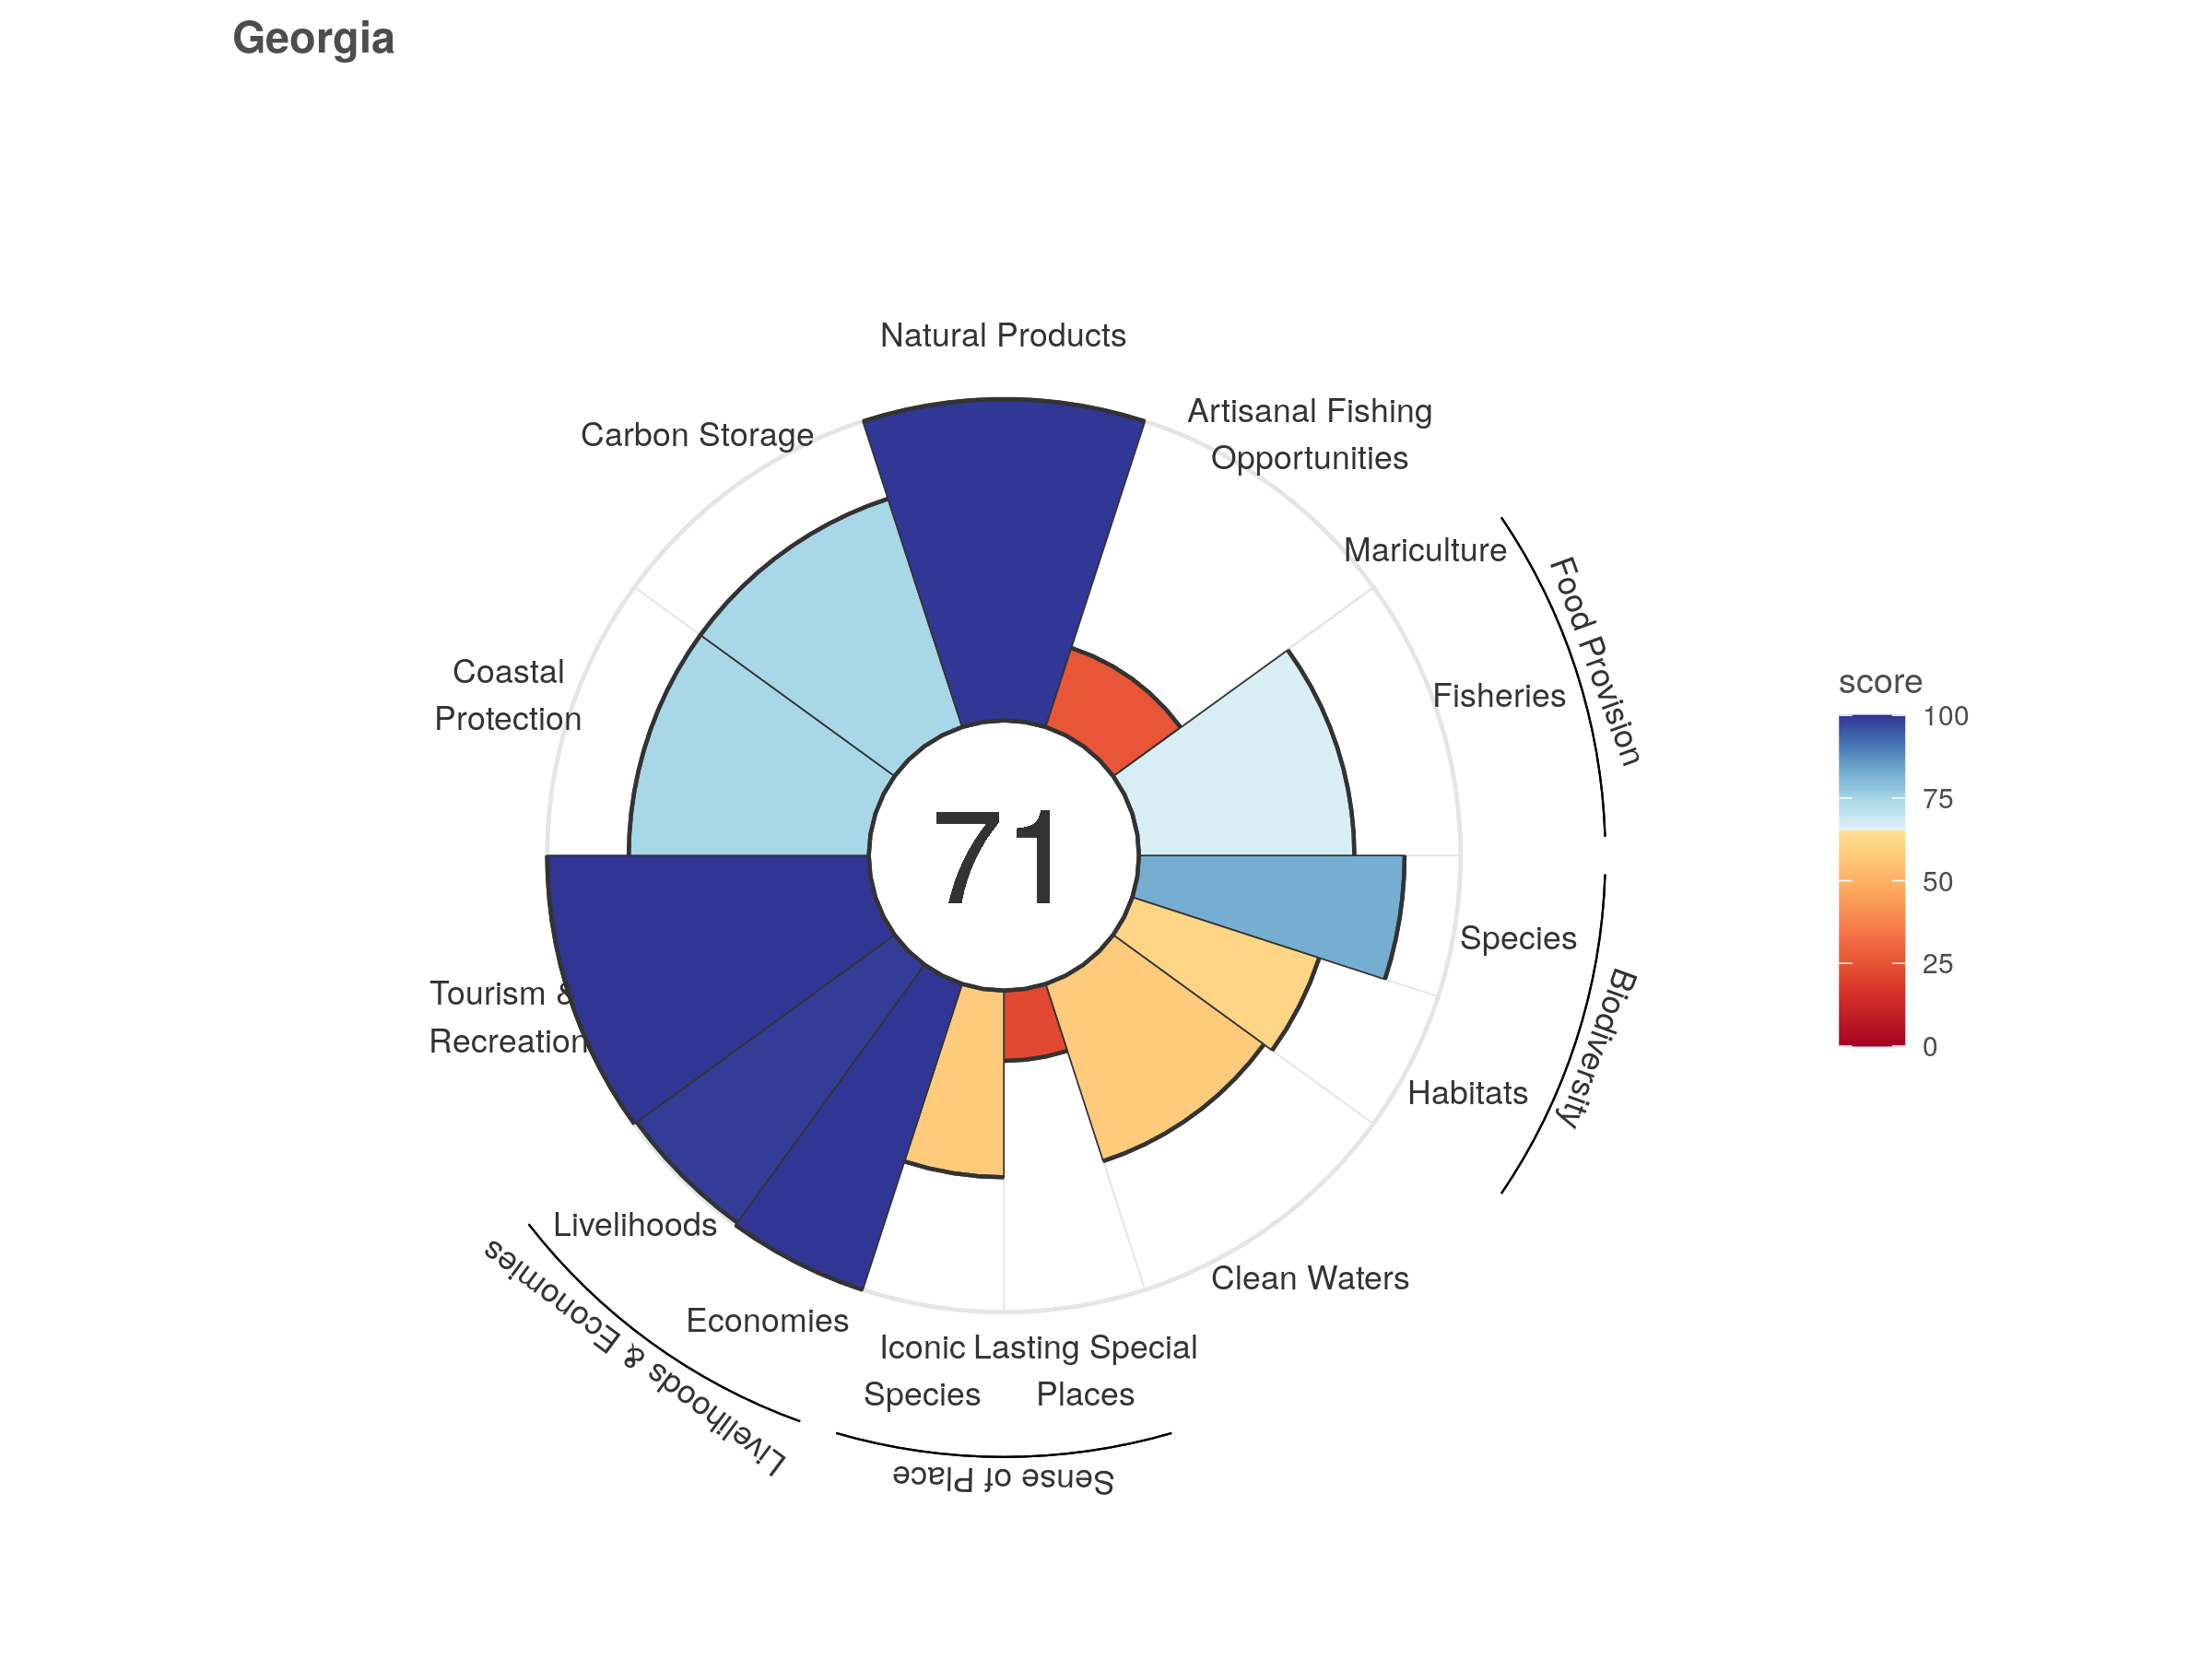 Georgia
Natural Products
Artisanal Fishing
Opportunities
Carbon Storage
Mariculture
Food Provision
Fisheries
Coastal
Protection
score
100
75
50
25
0
71
Species
Biodiversity
Habitats
Tourism &
Recreation
Livelihoods
Clean Waters
Economies
Livelihoods & Economies
Iconic
Species
Lasting Special
Places
Sense of Place